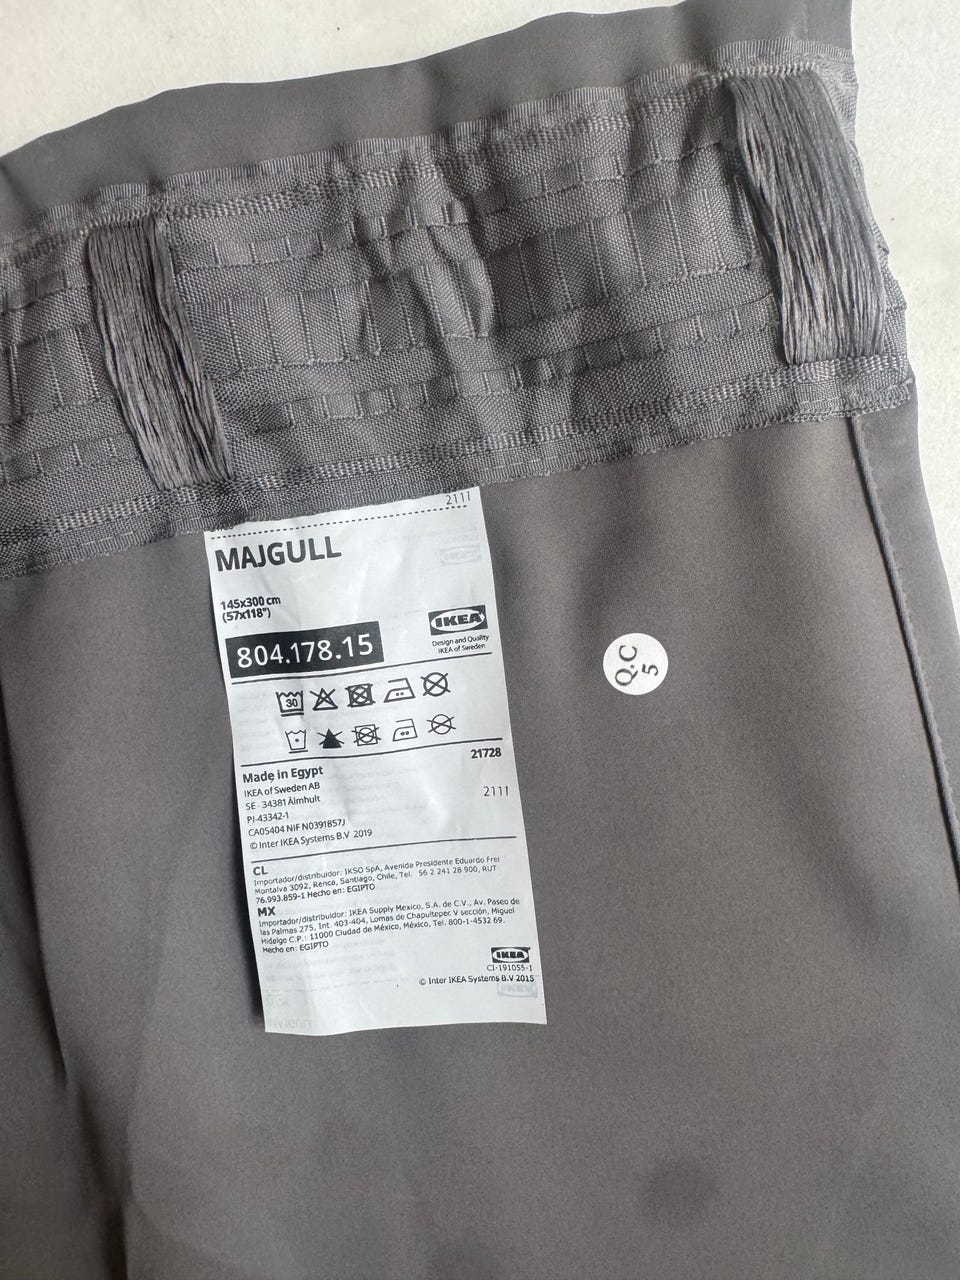 2111
MAJGULL
145x300 cm
(57x118")
804.178.15
IKEA
Design and Quality
IKEA of Sweden
30
21728
Made in Egypt
IKEA of Sweden AB
SE - 34381 Älmhult
PI-43342-1
CA05404 NIF N0391857J
© Inter IKEA Systems B.V 2019
2111
CL
Importador/distribuidor: IKSO SpA, Avenida Presidente Eduardo Frei
Montalva 3092, Renca, Santiago, Chile, Tel. 56 2 241 28 900, RUT
76.993.859-1 Hecho en: EGIPTO
MX
Importador/distribuidor: IKEA Supply Mexico, S.A. de C.V., Av. Paseo de
las Palmas 275, Int. 403-404, Lomas de Chapultepec V sección, Miguel
Hidalgo C.P.: 11000 Ciudad de México, México, Tel. 800-1-4532 69.
Hecho en: EGIPTO
IKEA
CI-191055-1
© Inter IKEA Systems B.V 2015
Q.C
5